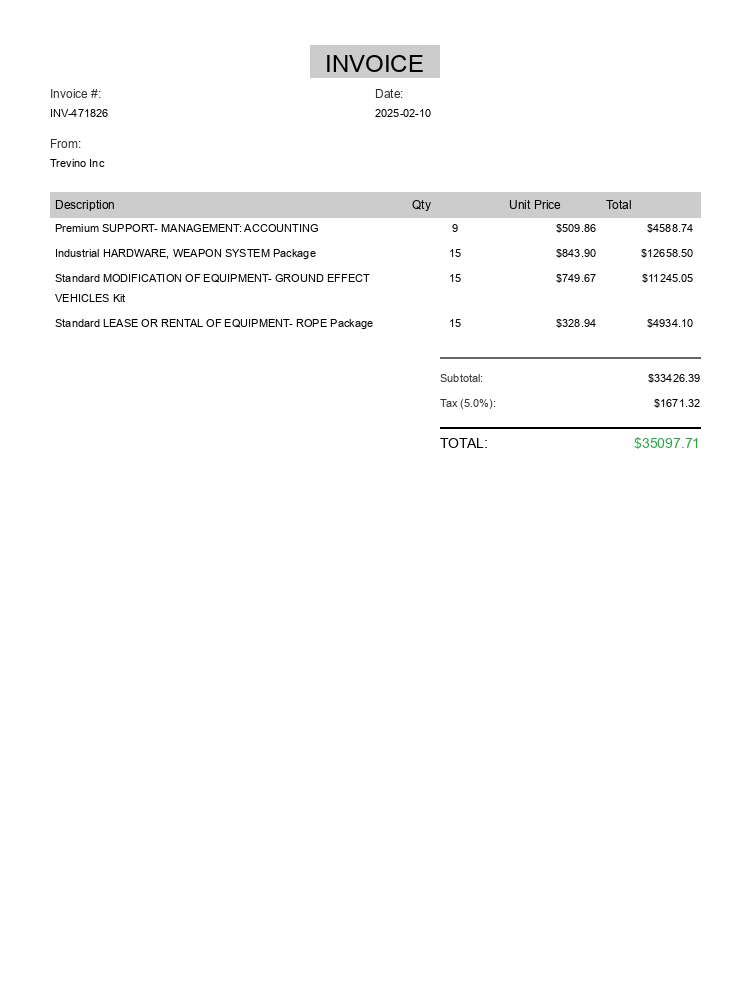 INVOICE
Invoice #: Date:
INV-471826 2025-02-10
From:
Trevino Inc
Description Qty Unit Price Total
Premium SUPPORT- MANAGEMENT: ACCOUNTING 9 $509.86 $4588.74
Industrial HARDWARE, WEAPON SYSTEM Package 15 $843.90 $12658.50
Standard MODIFICATION OF EQUIPMENT- GROUND EFFECT 15 $749.67 $11245.05
VEHICLES Kit
Standard LEASE OR RENTAL OF EQUIPMENT- ROPE Package 15 $328.94 $4934.10
Subtotal: $33426.39
Tax (5.0%): $1671.32
TOTAL: $35097.71